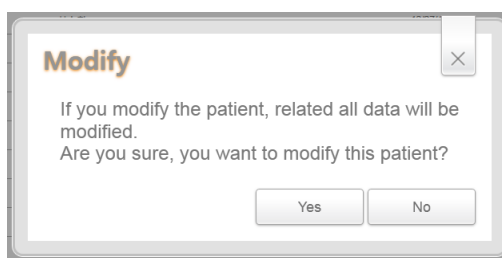 Modify
If you modify the patient, related all data will be
modified.
Are you sure, you want to modify this patient?
Yes No